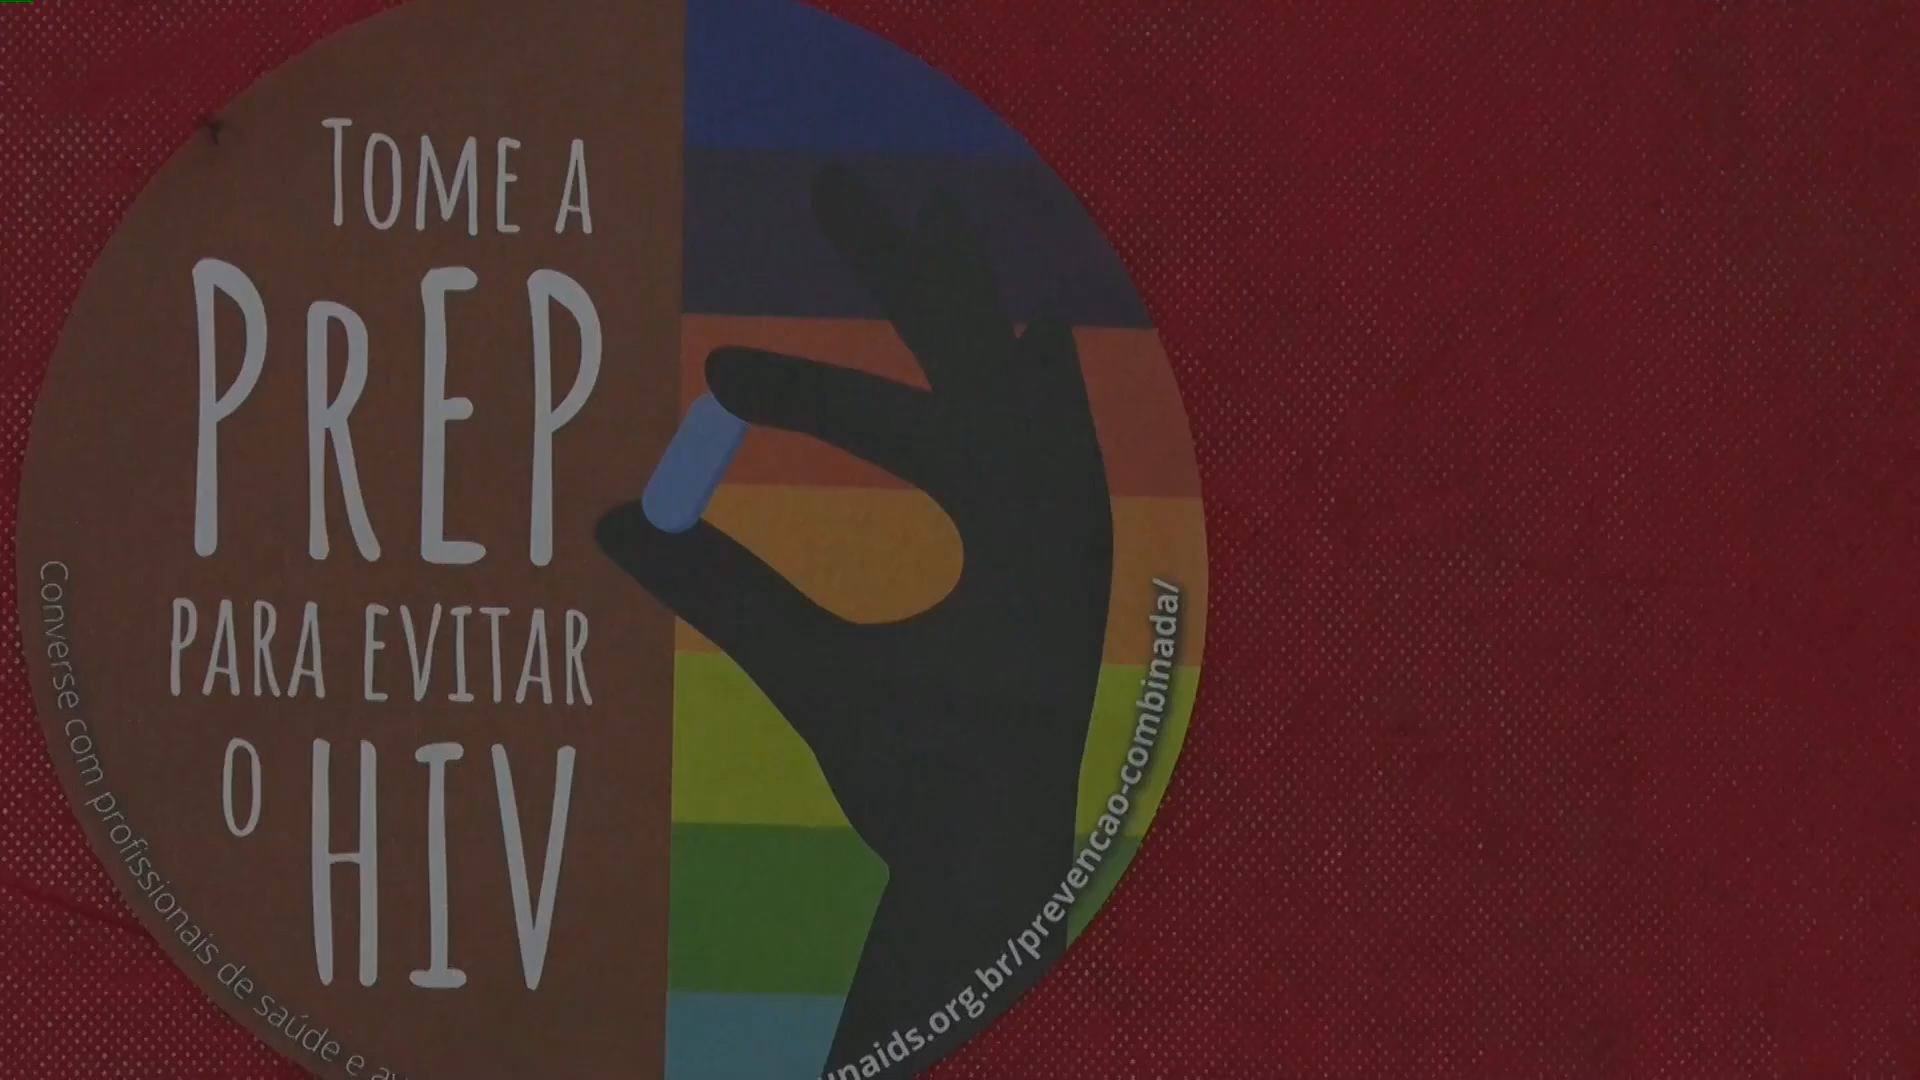 TOME A
PrEP
PARA EVITAR
O HIV
Converse com profissionais de saúde e
unaids.org.br/prevencao-combinada/